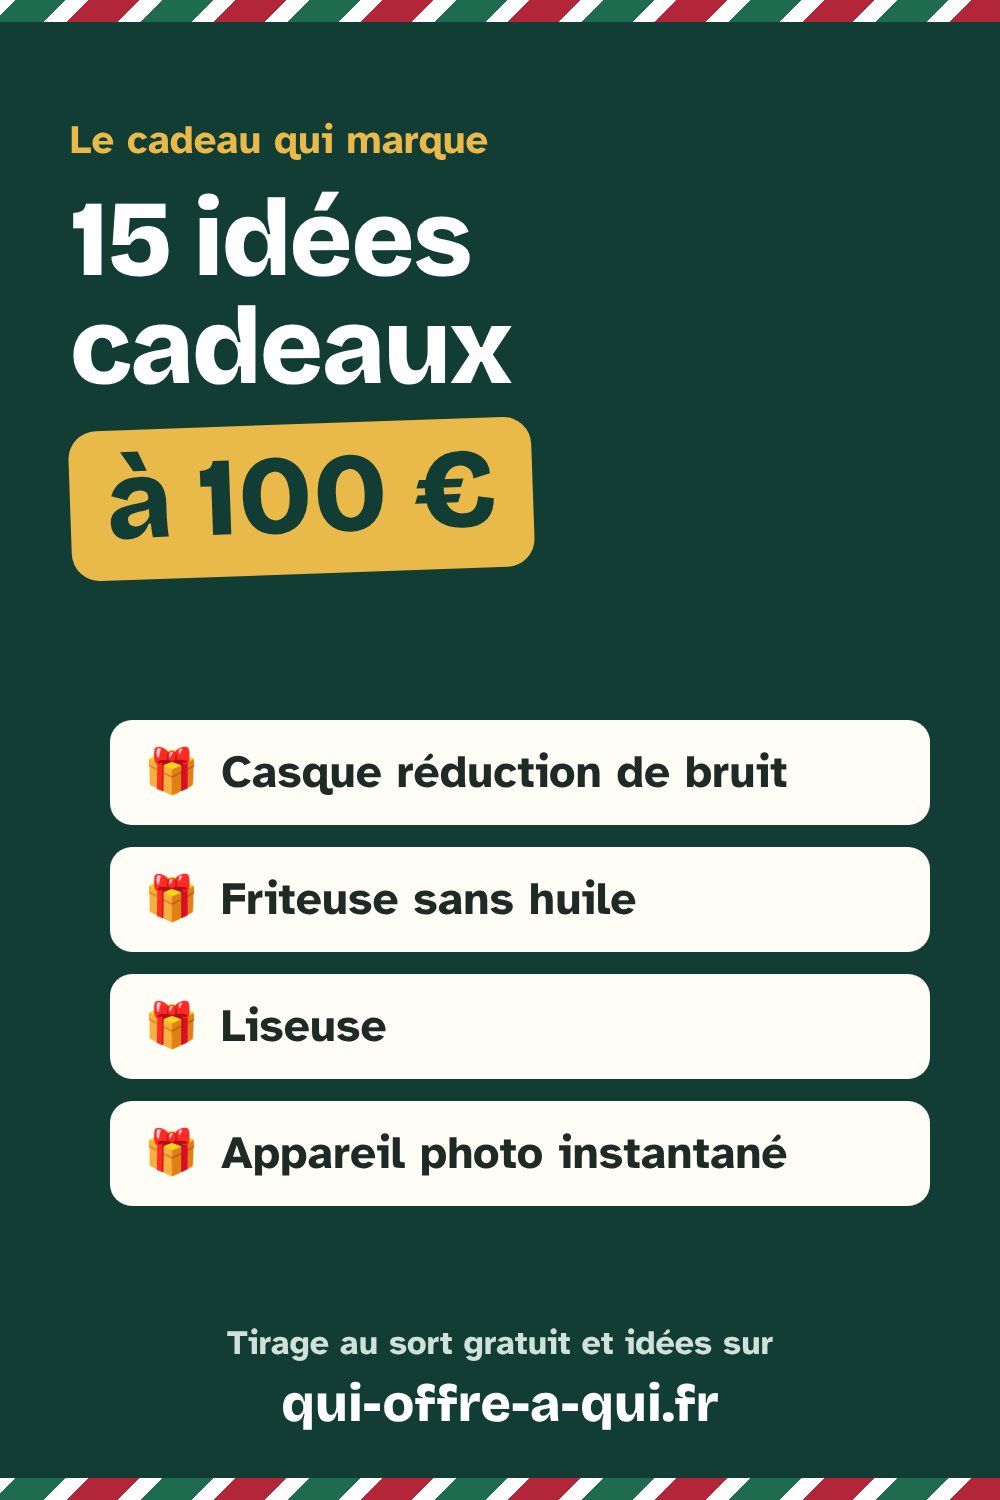 Le cadeau qui marque
15 idées
cadeaux
à 100 €
Casque réduction de bruit
Friteuse sans huile
Liseuse
Appareil photo instantané
Tirage au sort gratuit et idées sur
qui-offre-a-qui.fr